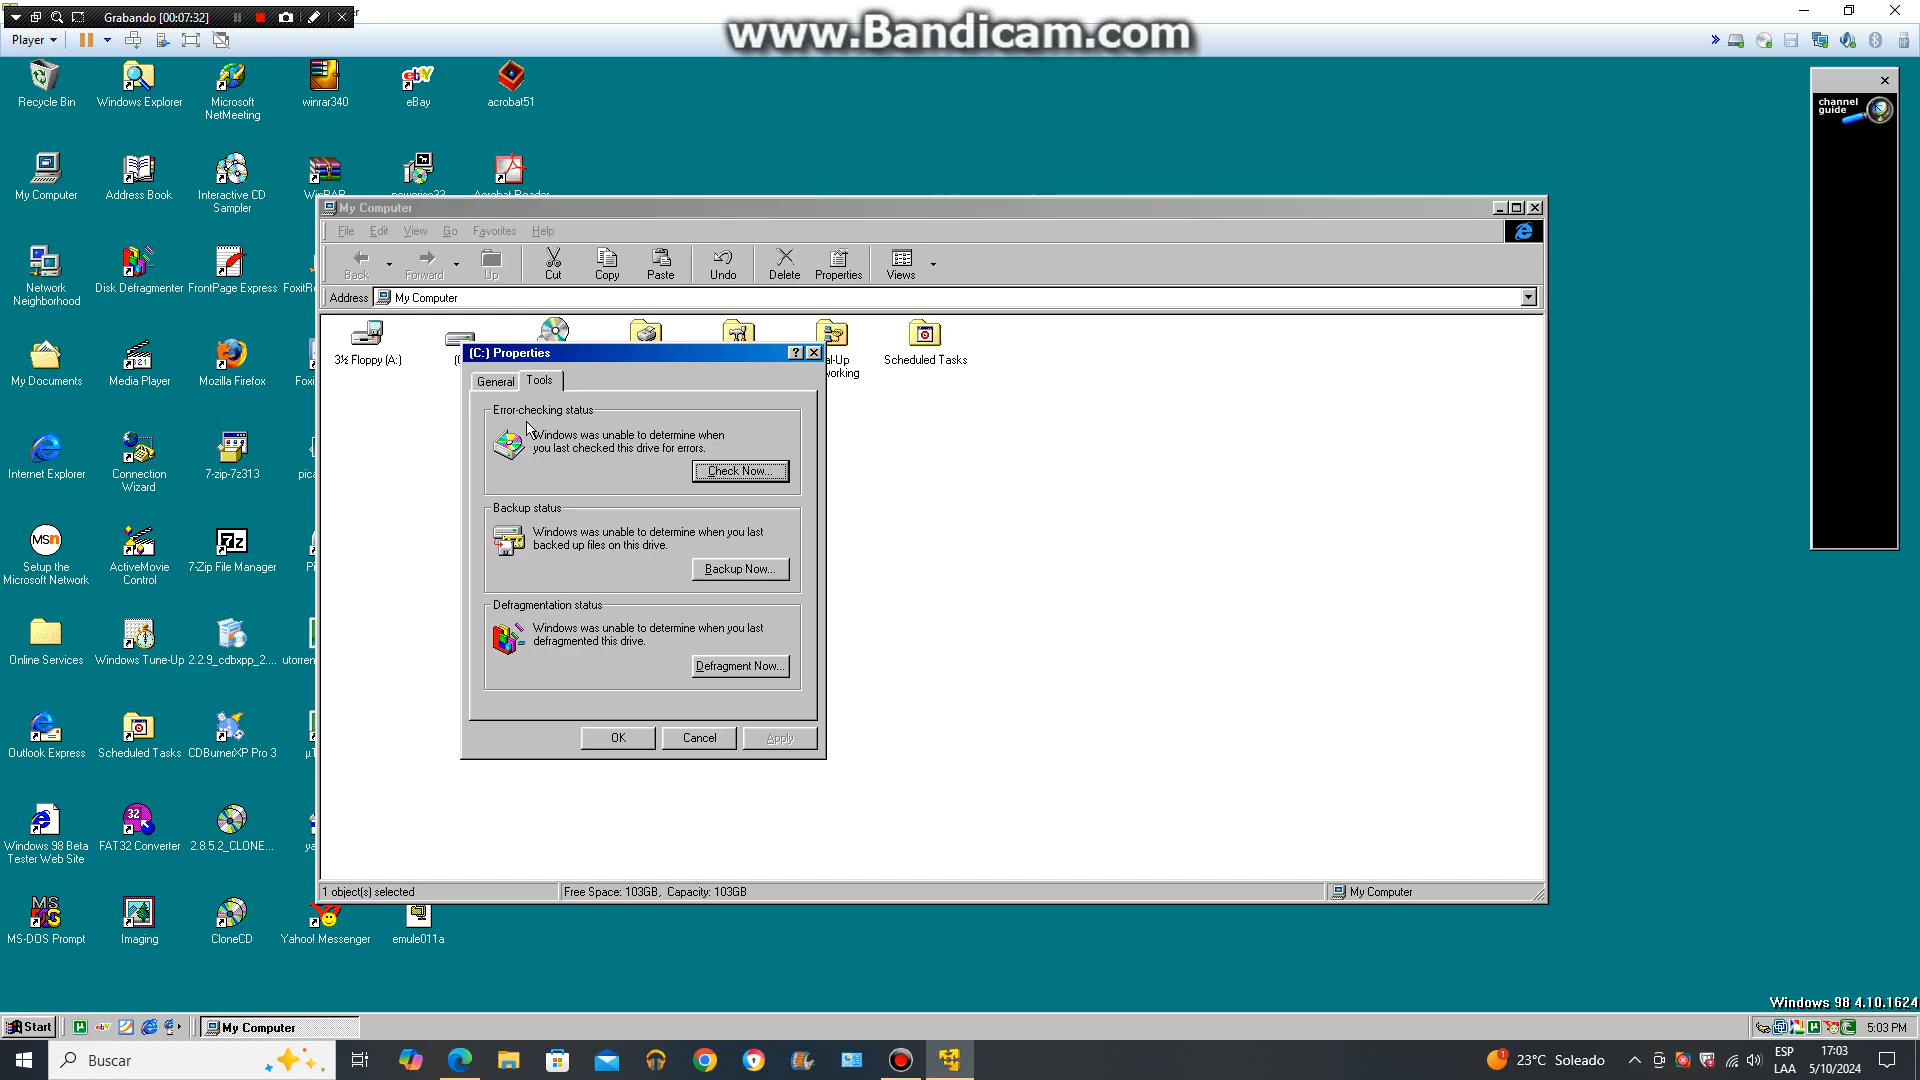 Grabando [00:07:32]
www.Bandicam.com
Player
Recycle Bin
Windows Explorer
Microsoft
NetMeeting
winrar340
eBay
acrobat51
channel
guide
My Computer
Address Book
Interactive CD
Sampler
WinRAR
Acrobat Reader
Network
Neighborhood
Disk Defragmenter
FrontPage Express
My Documents
Media Player
Mozilla Firefox
Internet Explorer
Connection
Wizard
7-zip-7z313
Setup the
Microsoft Network
ActiveMovie
Control
7-Zip File Manager
Online Services
Windows Tune-Up
2.2.9_cdbxpp_2....
utorren
Outlook Express
Scheduled Tasks
CDBurnerXP Pro 3
Windows 98 Beta
Tester Web Site
FAT32 Converter
2.8.5.2_CLONE...
MS-DOS Prompt
Imaging
CloneCD
Yahoo! Messenger
emule011a
My Computer
File Edit View Go Favorites Help
Back Forward Up Cut Copy Paste Undo Delete Properties Views
Address My Computer
3½ Floppy (A:)
Scheduled Tasks
(C:) Properties
General Tools
Error-checking status
Windows was unable to determine when
you last checked this drive for errors.
Check Now...
Backup status
Windows was unable to determine when you last
backed up files on this drive.
Backup Now...
Defragmentation status
Windows was unable to determine when you last
defragmented this drive.
Defragment Now...
OK Cancel Apply
1 object(s) selected
Free Space: 103GB, Capacity: 103GB
My Computer
Windows 98 4.10.1624
Start
My Computer
5:03 PM
Buscar
23°C Soleado
ESP
LAA
17:03
5/10/2024